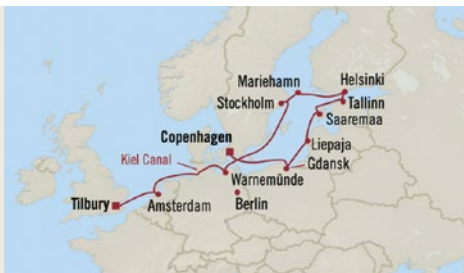 Mariehamn
Helsinki
Stockholm
Tallinn
Saaremaa
Copenhagen
Liepaja
Kiel Canal
Gdansk
Warnemünde
Tilbury
Amsterdam
Berlin